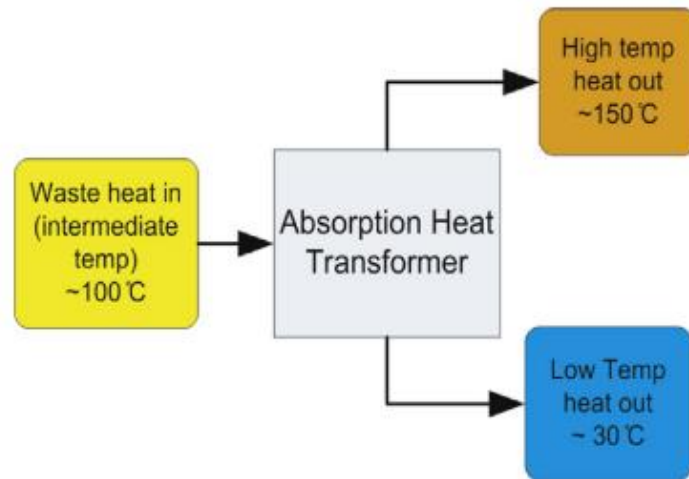 High temp
heat out
~150℃
Waste heat in
(intermediate
temp)
~100℃
Absorption Heat
Transformer
Low Temp
heat out
~ 30℃